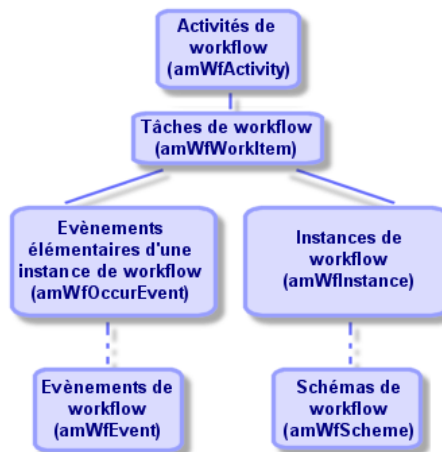 Activités de
workflow
(amWfActivity)
Tâches de workflow
(amWfWorkItem)
Evènements
élémentaires d'une
instance de workflow
(amWfOccurEvent)
Instances de
workflow
(amWfInstance)
Evènements de
workflow
(amWfEvent)
Schémas de
workflow
(amWfScheme)